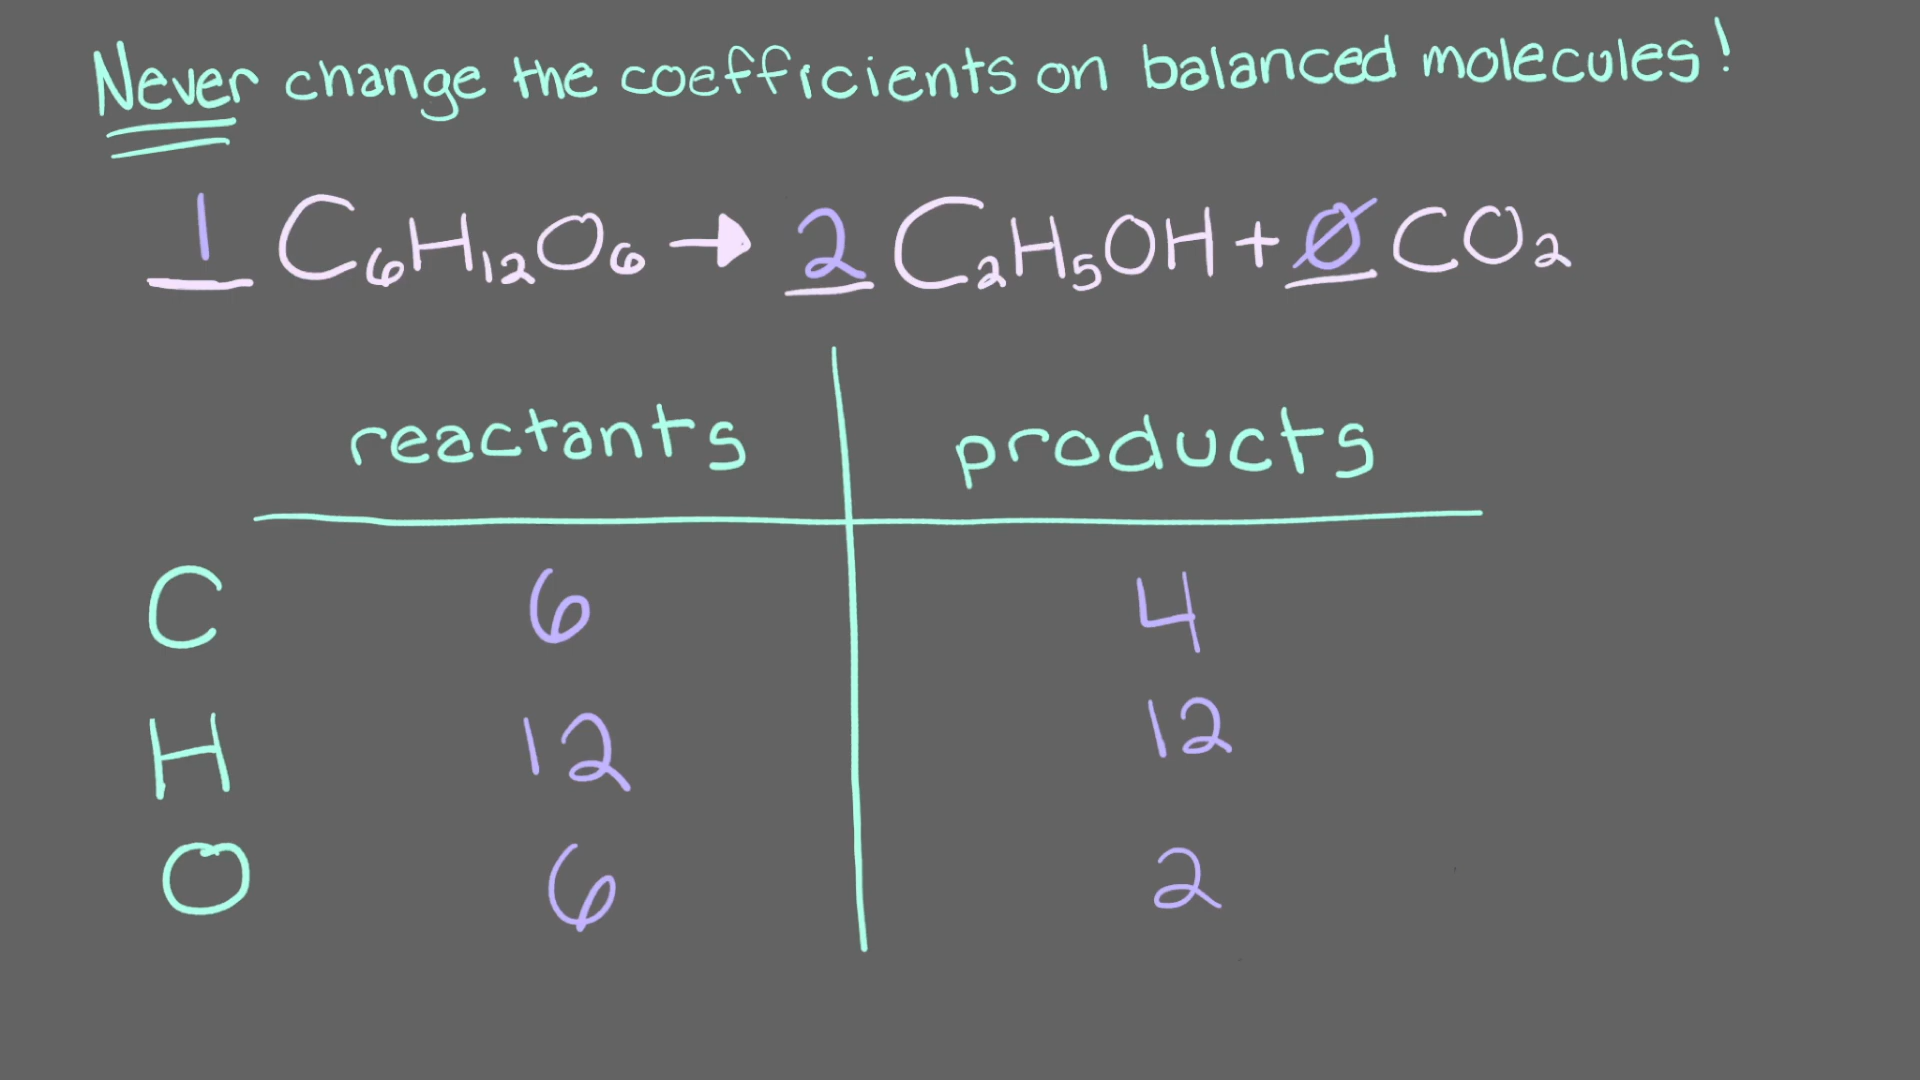 Never change the coefficients on balanced molecules!
1 C₆H₁₂O₆ → 2 C₂H₅OH + Ø CO₂
reactants products
C 6 4
H 12 12
O 6 2